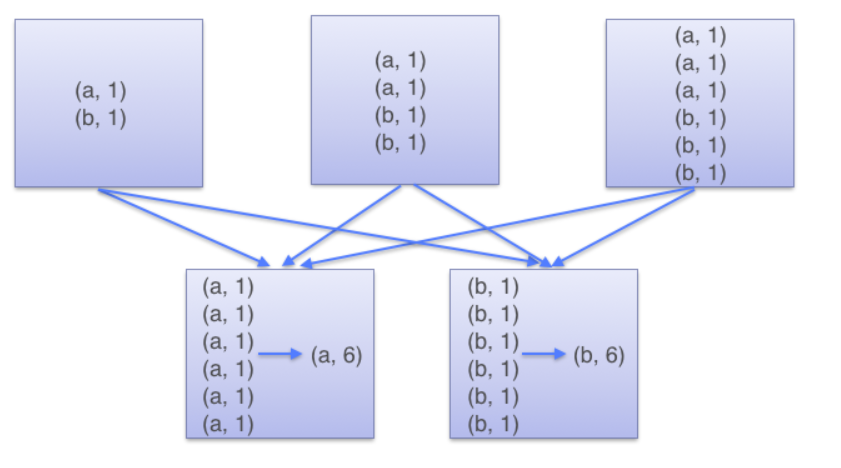 (a, 1)
(b, 1)
(a, 1)
(a, 1)
(b, 1)
(b, 1)
(a, 1)
(a, 1)
(a, 1)
(b, 1)
(b, 1)
(b, 1)
(a, 1)
(a, 1)
(a, 1)
(a, 1)
(a, 1)
(a, 1)
(a, 6)
(b, 1)
(b, 1)
(b, 1)
(b, 1)
(b, 1)
(b, 1)
(b, 6)